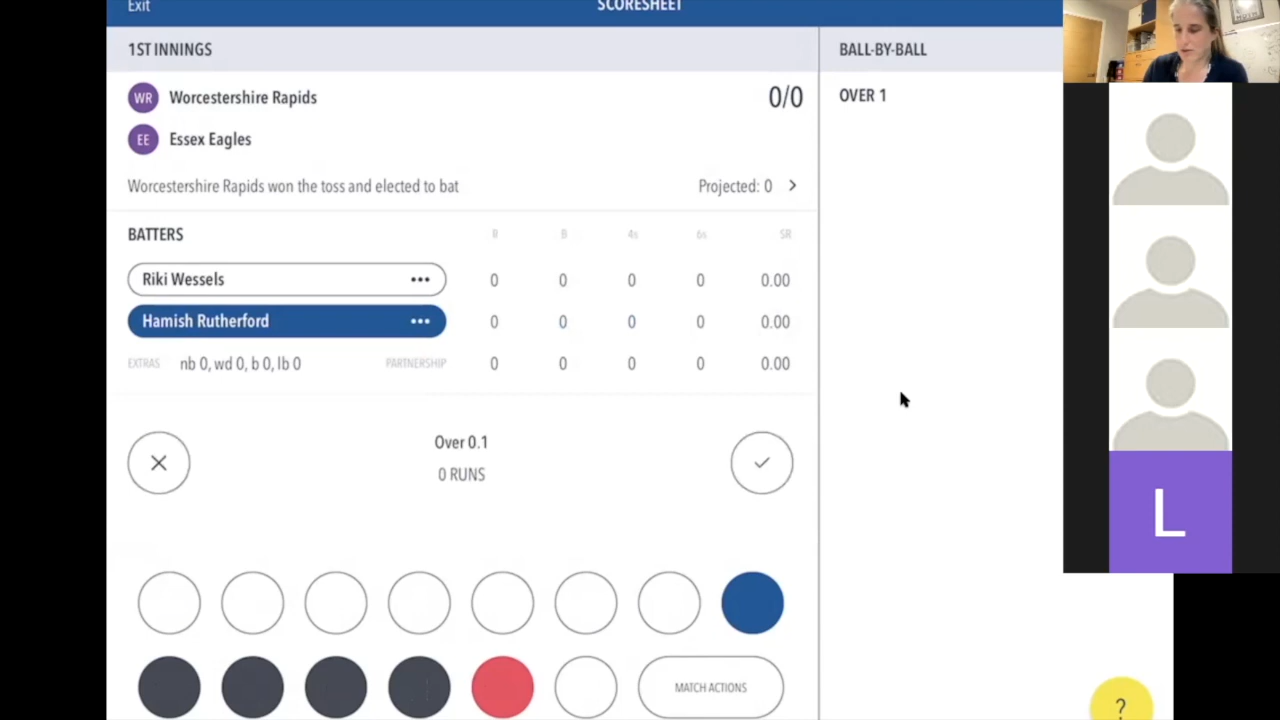 Exit
SCORESHEET
1ST INNINGS
BALL-BY-BALL
WR Worcestershire Rapids 0/0
OVER 1
EE Essex Eagles
Worcestershire Rapids won the toss and elected to bat Projected: 0
BATTERS R B 4s 6s SR
Riki Wessels 0 0 0 0 0.00
Hamish Rutherford 0 0 0 0 0.00
EXTRAS nb 0, wd 0, b 0, lb 0 PARTNERSHIP 0 0 0 0 0.00
Over 0.1
0 RUNS
L
MATCH ACTIONS
?